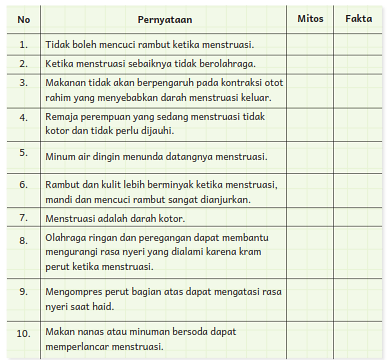 No Pernyataan Mitos Fakta
1. Tidak boleh mencuci rambut ketika menstruasi.
2. Ketika menstruasi sebaiknya tidak berolahraga.
3. Makanan tidak akan berpengaruh pada kontraksi otot
rahim yang menyebabkan darah menstruasi keluar.
4. Remaja perempuan yang sedang menstruasi tidak
kotor dan tidak perlu dijauhi.
5. Minum air dingin menunda datangnya menstruasi.
6. Rambut dan kulit lebih berminyak ketika menstruasi,
mandi dan mencuci rambut sangat dianjurkan.
7. Menstruasi adalah darah kotor.
8. Olahraga ringan dan peregangan dapat membantu
mengurangi rasa nyeri yang dialami karena kram
perut ketika menstruasi.
9. Mengompres perut bagian atas dapat mengatasi rasa
nyeri saat haid.
10. Makan nanas atau minuman bersoda dapat
memperlancar menstruasi.